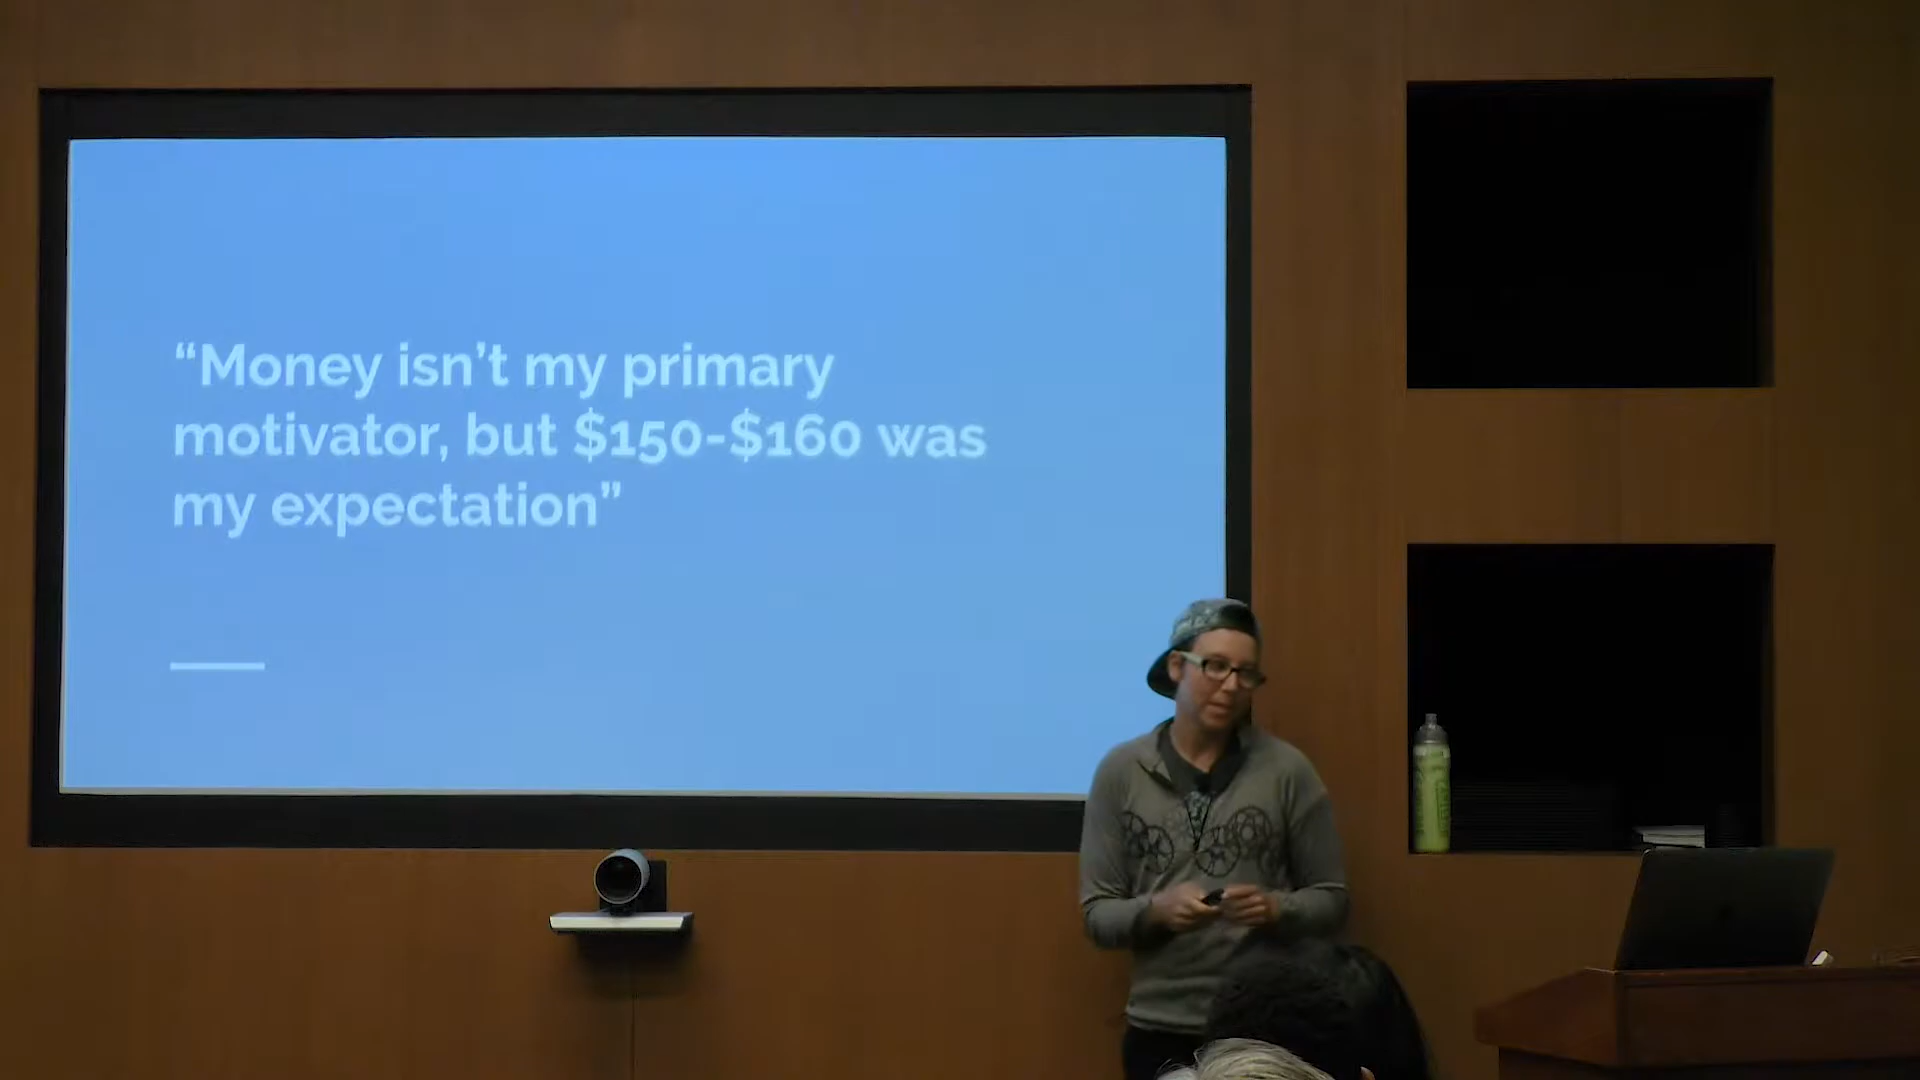 “Money isn’t my primary
motivator, but $150-$160 was
my expectation”